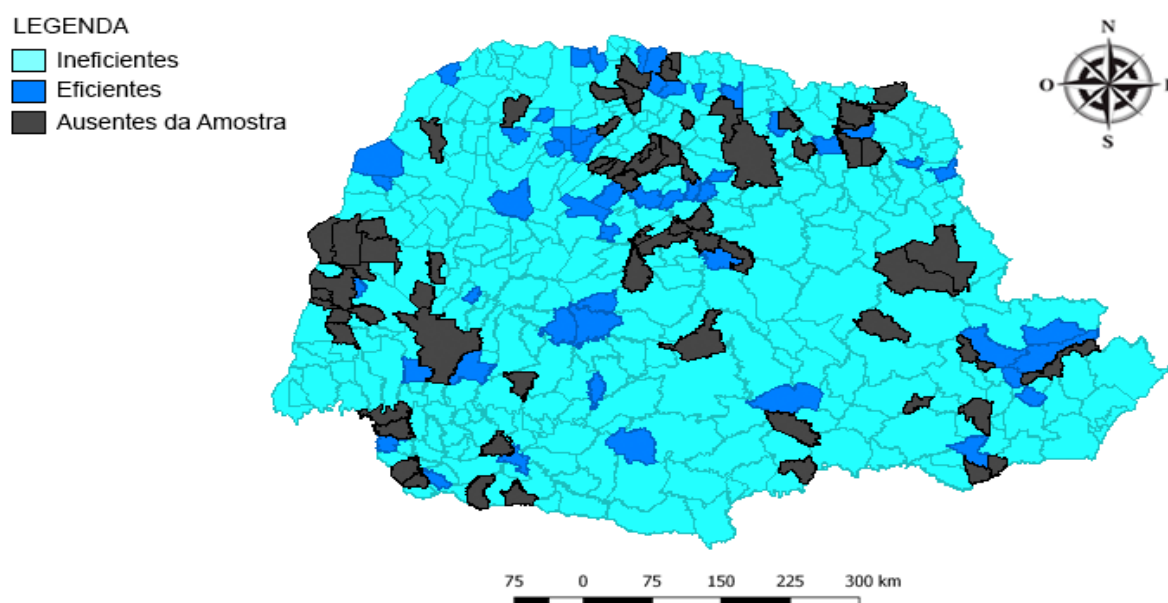 LEGENDA
Ineficientes
Eficientes
Ausentes da Amostra
N
O
S
75 0 75 150 225 300 km